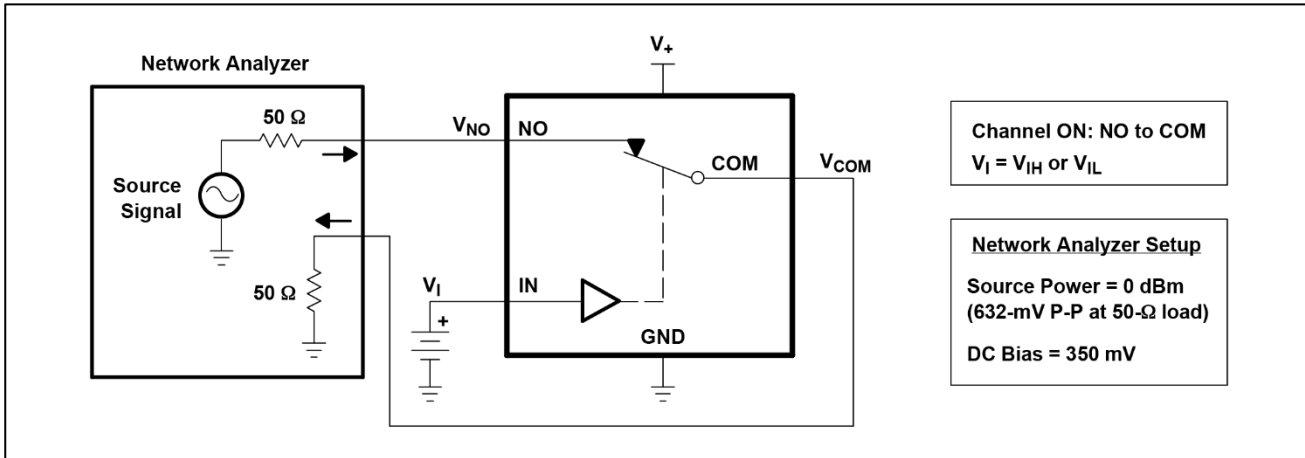 Network Analyzer
50 Ω
Source
Signal
50 Ω
V+
VNO
NO
COM
VCOM
VI
+
IN
GND
Channel ON: NO to COM
VI = VIH or VIL
Network Analyzer Setup
Source Power = 0 dBm
(632-mV P-P at 50-Ω load)
DC Bias = 350 mV